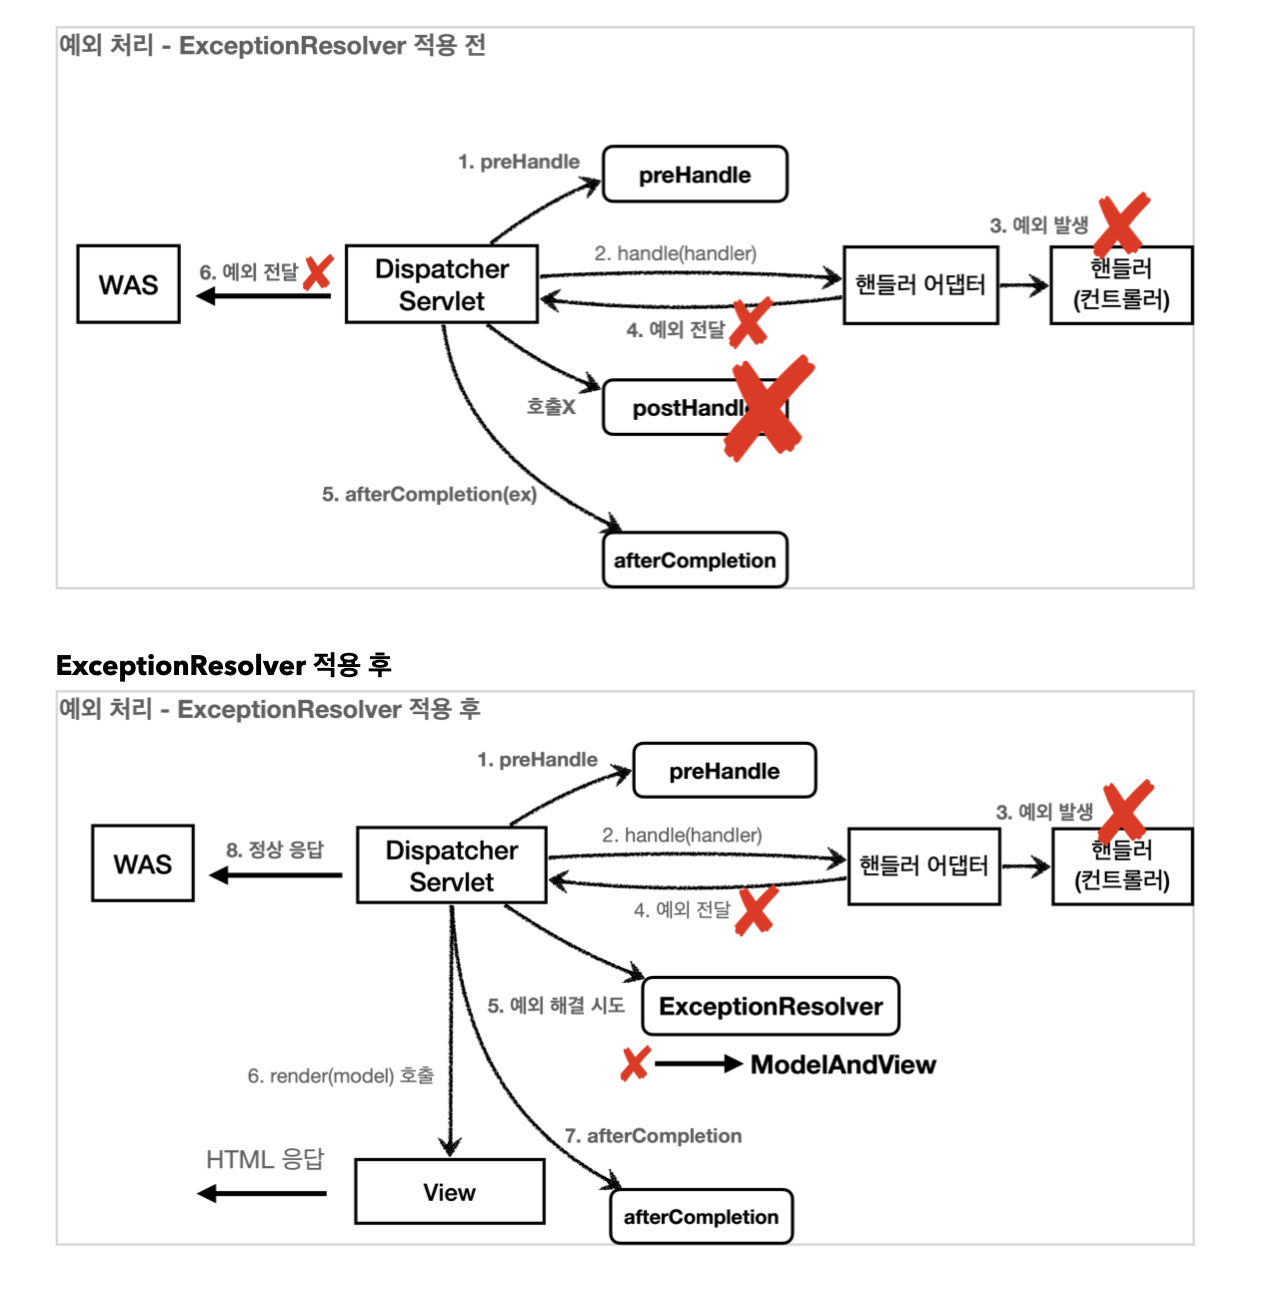 예외 처리 - ExceptionResolver 적용 전
1. preHandle
preHandle
3. 예외 발생
2. handle(handler)
6. 예외 전달
WAS
Dispatcher
Servlet
핸들러 어댑터
핸들러
(컨트롤러)
4. 예외 전달
호출X
postHandl
5. afterCompletion(ex)
afterCompletion
ExceptionResolver 적용 후
예외 처리 - ExceptionResolver 적용 후
1. preHandle
preHandle
3. 예외 발생
2. handle(handler)
8. 정상 응답
WAS
Dispatcher
Servlet
핸들러 어댑터
핸들러
(컨트롤러)
4. 예외 전달
5. 예외 해결 시도
ExceptionResolver
ModelAndView
6. render(model) 호출
7. afterCompletion
HTML 응답
View
afterCompletion